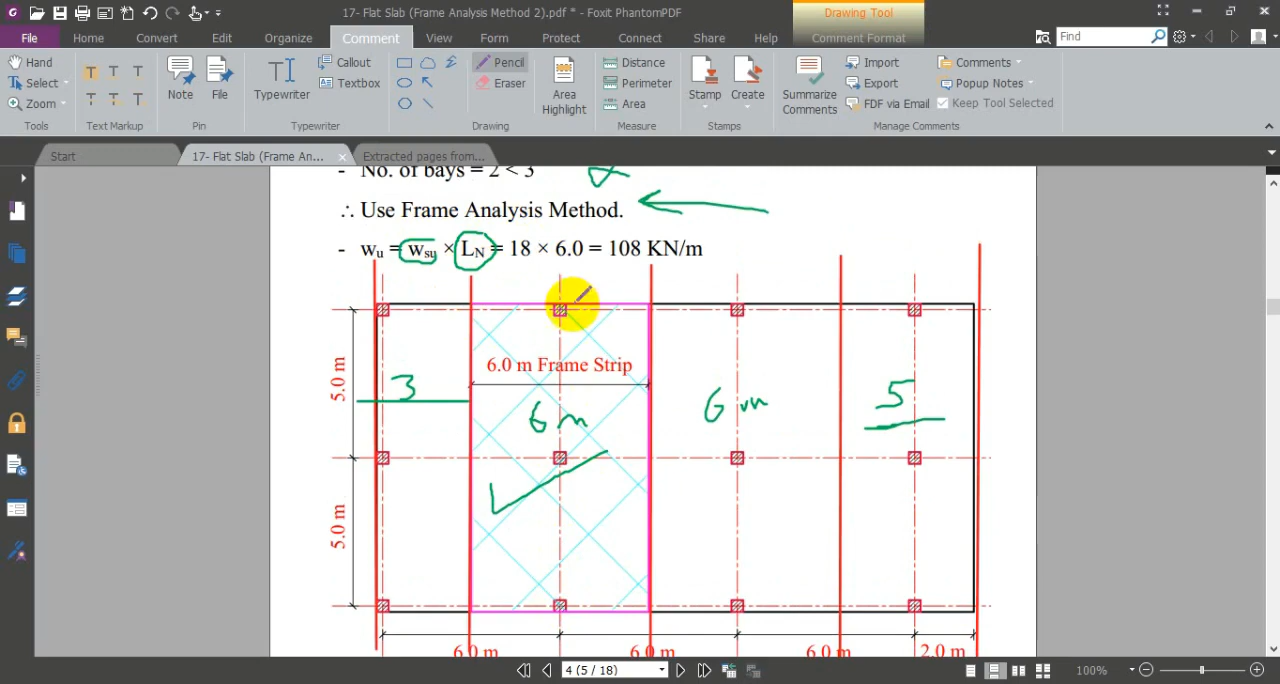 17- Flat Slab (Frame Analysis Method 2).pdf * - Foxit PhantomPDF
Drawing Tool
File Home Convert Edit Organize Comment View Form Protect Connect Share Help Comment Format
Find
Hand
Select
Zoom
Tools
Text Markup
Note
File
Pin
Typewriter
Callout
Textbox
Typewriter
Pencil
Eraser
Drawing
Area Highlight
Distance
Perimeter
Area
Measure
Stamp
Create
Stamps
Summarize Comments
Import
Export
FDF via Email
Comments
Popup Notes
Keep Tool Selected
Manage Comments
Start
17- Flat Slab (Frame An...
Extracted pages from...
- No. of bays = 2 < 3
∴ Use Frame Analysis Method.
- wu = wsu × LN = 18 × 6.0 = 108 KN/m
6.0 m Frame Strip
5.0 m
3
6 m
6 m
5
5.0 m
6.0 m 6.0 m 6.0 m 2.0 m
4 (5 / 18)
100%